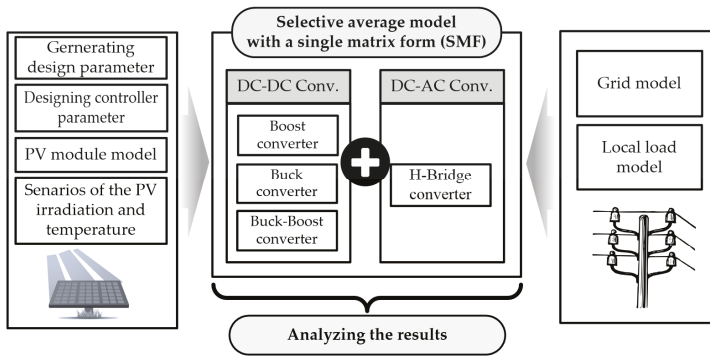 Selective average model
with a single matrix form (SMF)
Gernerating
design parameter
Designing controller
parameter
PV module model
Senarios of the PV
irradiation and
temperature
DC-DC Conv.
Boost
converter
Buck
converter
Buck-Boost
converter
DC-AC Conv.
H-Bridge
converter
Grid model
Local load
model
Analyzing the results